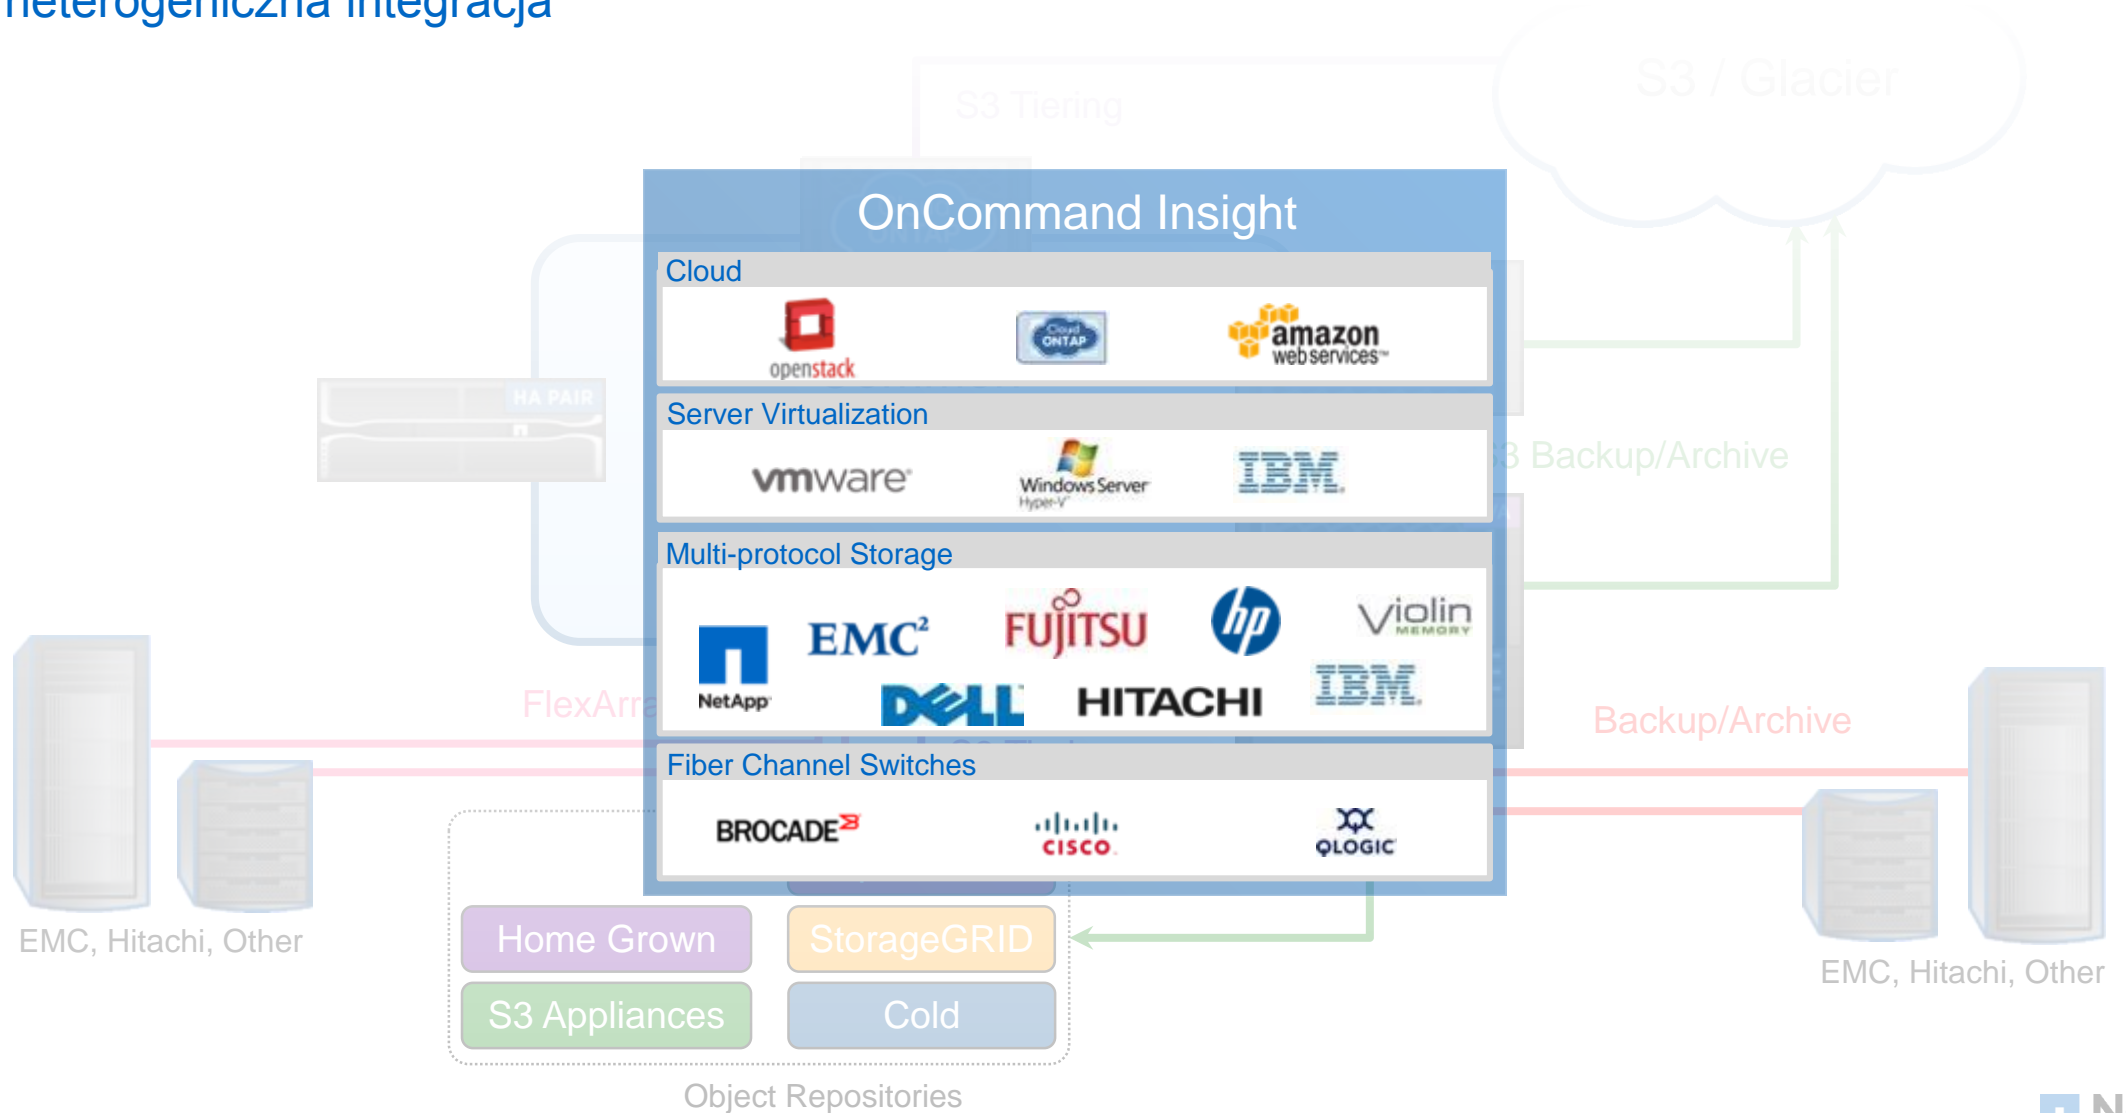 heterogeniczna integracja
S3 / Glacier
S3 Tiering
OnCommand Insight
Cloud
openstack
Cloud
ONTAP
amazon
web services™
HA PAIR
Server Virtualization
vmware
Windows Server
Hyper-V
IBM
S3 Backup/Archive
Multi-protocol Storage
NetApp
EMC²
FUJITSU
hp
Violin
MEMORY
DELL
HITACHI
IBM
FlexArra
Backup/Archive
Fiber Channel Switches
BROCADE
CISCO
QLOGIC
EMC, Hitachi, Other
Home Grown
StorageGRID
S3 Appliances
Cold
EMC, Hitachi, Other
Object Repositories
N